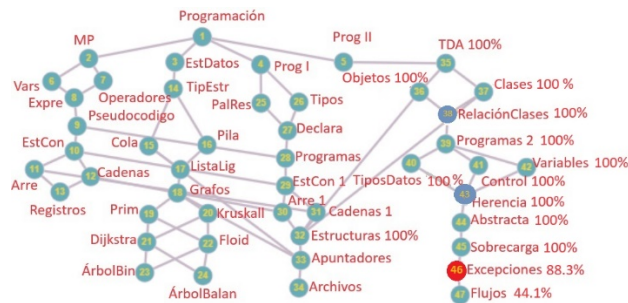 Programación
1
MP
2
3
EstDatos
4
Prog I
Prog II
5
TDA 100%
35
Vars
6
7
Operadores
Expre
8
Pseudocodigo
14
TipEstr
PalRes
25
26
Tipos
Objetos 100%
36
37
Clases 100 %
38
RelaciónClases 100%
9
Cola
15
16
Pila
27
Declara
39
Programas 2 100%
EstCon
10
17
ListaLig
28
Programas
40
41
42
Variables
100%
11
12
Cadenas
18
Grafos
29
EstCon 1
TiposDatos 100 %
Control 100%
Arre
13
Registros
Arre 1
30
31
Cadenas 1
43
Herencia 100%
Prim
19
20
Kruskall
32
Estructuras 100%
44
Abstracta 100%
Dijkstra
21
22
Floid
33
Apuntadores
45
Sobrecarga 100%
ÁrbolBin
23
24
ÁrbolBalan
34
Archivos
46
Excepciones 88.3%
47
Flujos 44.1%